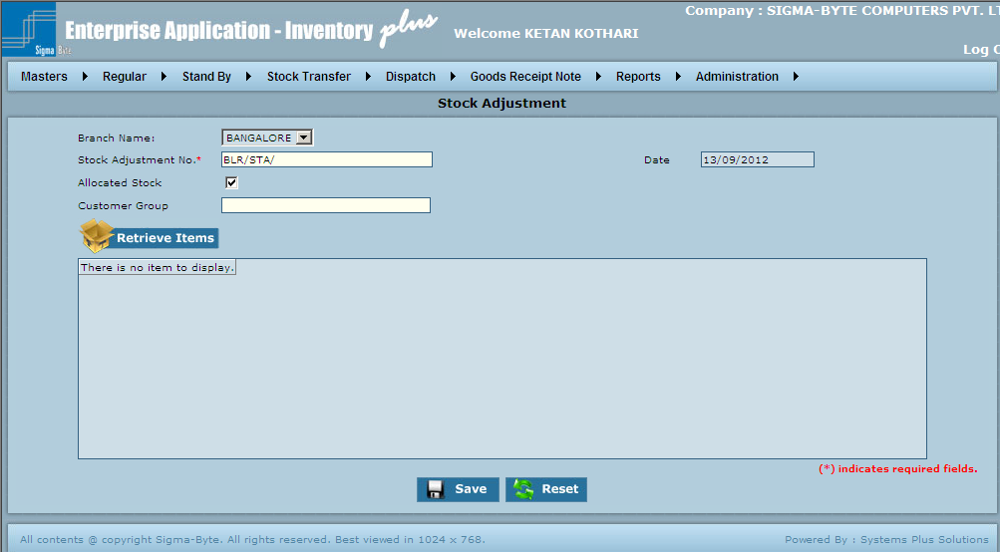 Company : SIGMA-BYTE COMPUTERS PVT. LT
Enterprise Application - Inventory plus
Welcome KETAN KOTHARI
Sigma Byte
Log O
Masters Regular Stand By Stock Transfer Dispatch Goods Receipt Note Reports Administration
Stock Adjustment
Branch Name: BANGALORE
Stock Adjustment No.* BLR/STA/ Date 13/09/2012
Allocated Stock
Customer Group
Retrieve Items
There is no item to display.
(*) indicates required fields.
Save Reset
All contents @ copyright Sigma-Byte. All rights reserved. Best viewed in 1024 x 768. Powered By : Systems Plus Solutions